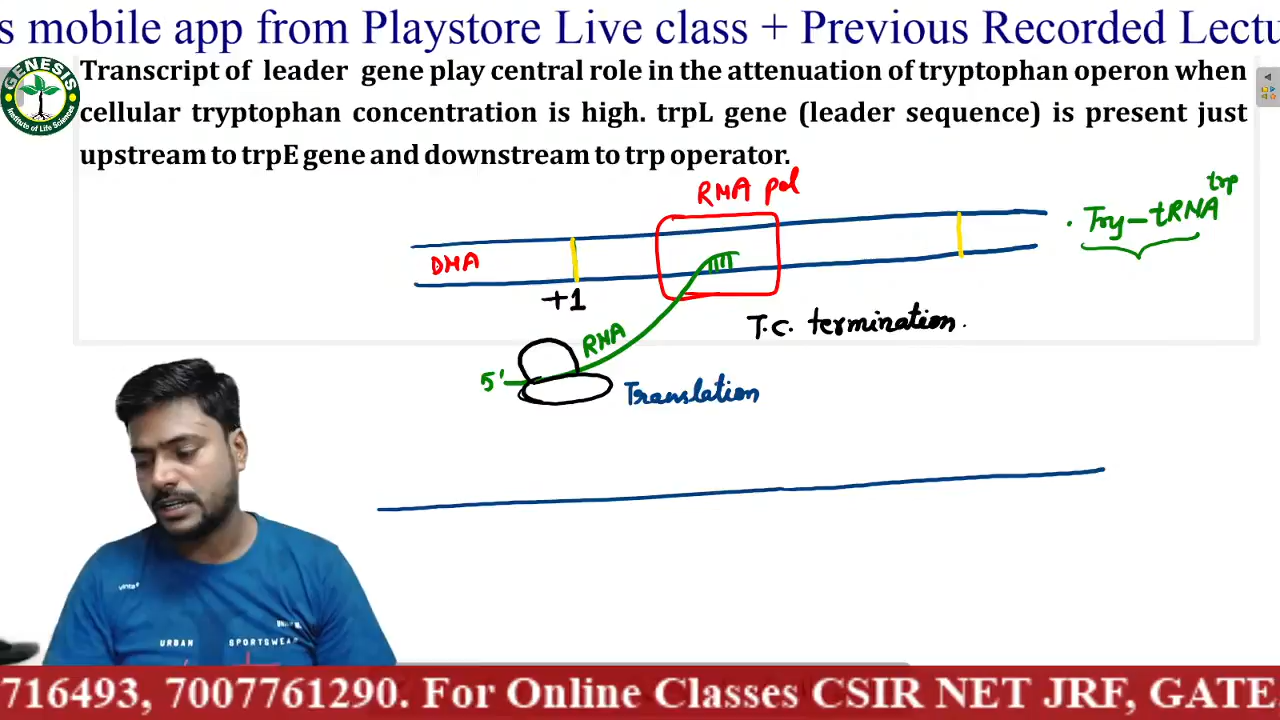 s mobile app from Playstore Live class + Previous Recorded Lectu
GENESIS
Institute of Life Sciences
Transcript of leader gene play central role in the attenuation of tryptophan operon when
cellular tryptophan concentration is high. trpL gene (leader sequence) is present just
upstream to trpE gene and downstream to trp operator.
RNA pol
Try-tRNA trp
DNA
+1
T.C. termination.
RNA
5'
Translation
URBAN SPORTSWEA
716493, 7007761290. For Online Classes CSIR NET JRF, GATE